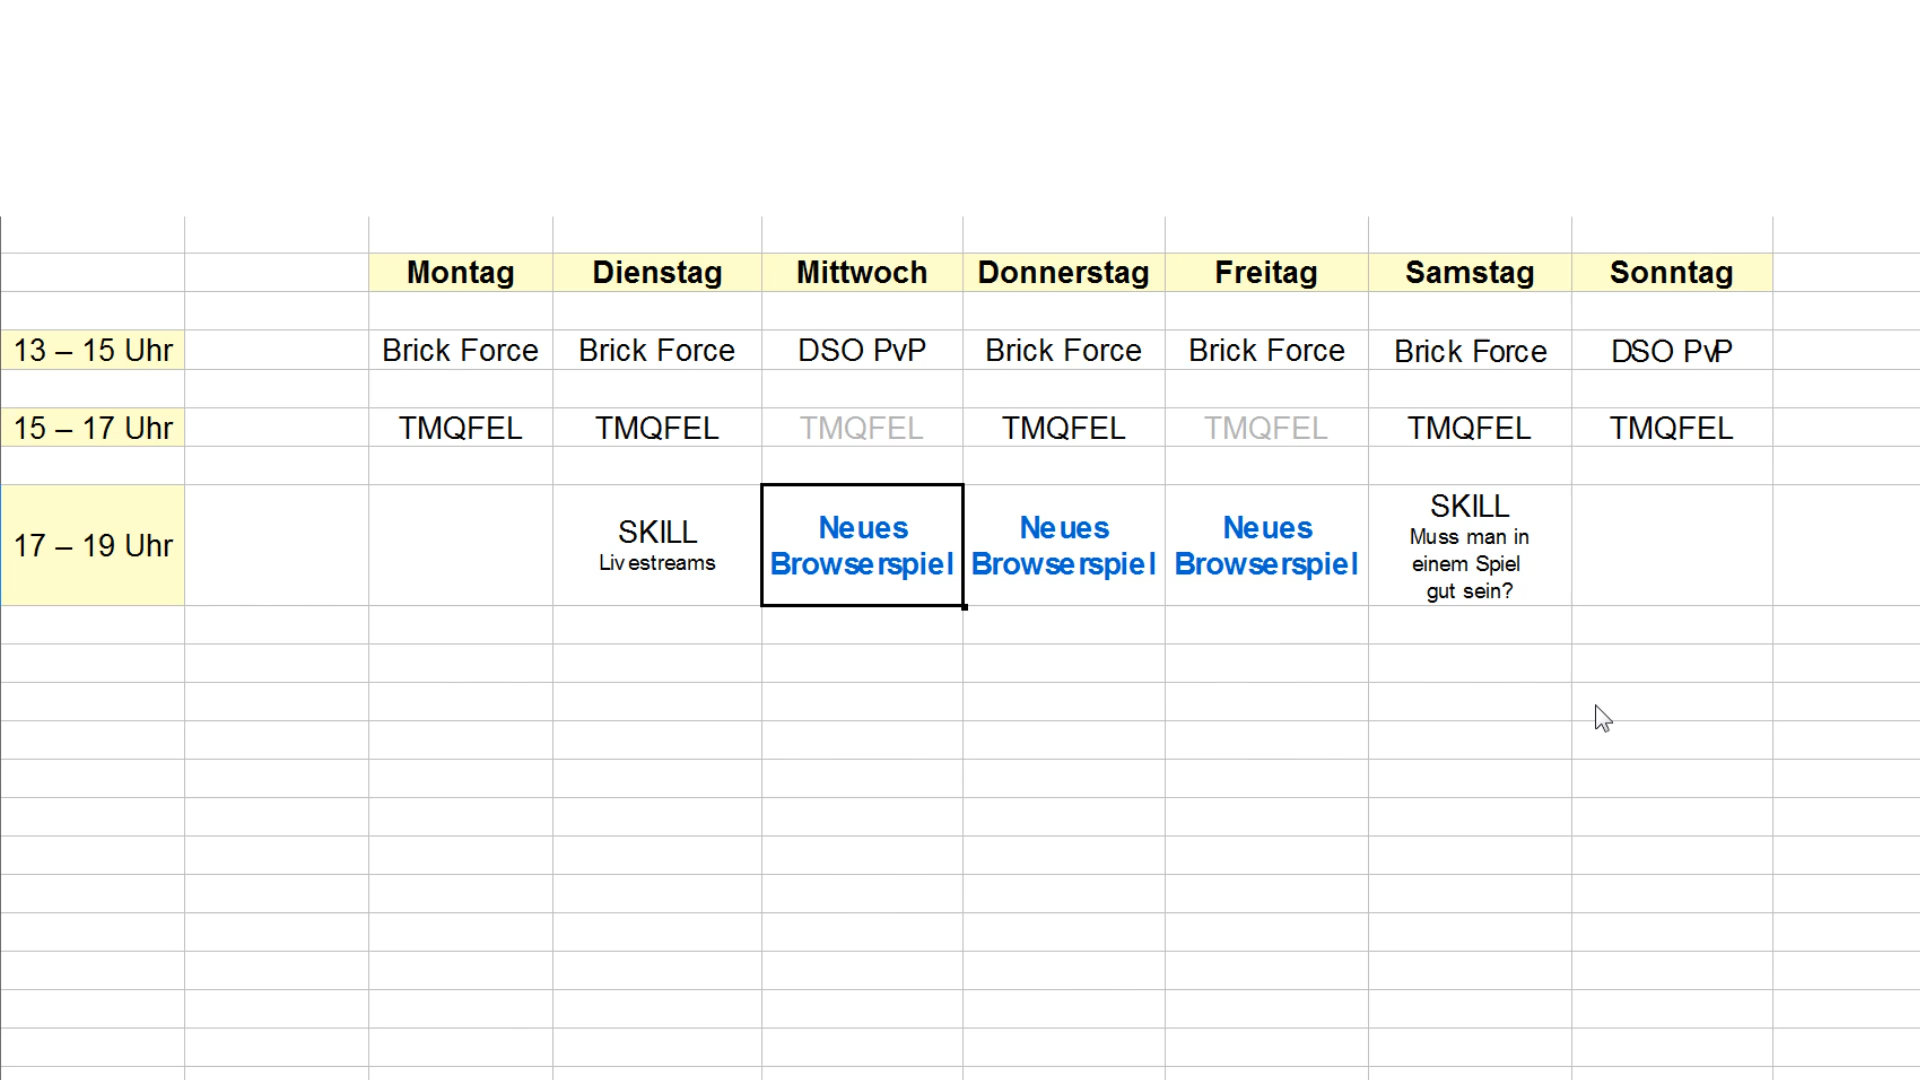 Montag Dienstag Mittwoch Donnerstag Freitag Samstag Sonntag
13 – 15 Uhr Brick Force Brick Force DSO PvP Brick Force Brick Force Brick Force DSO PvP
15 – 17 Uhr TMQFEL TMQFEL TMQFEL TMQFEL TMQFEL TMQFEL TMQFEL
17 – 19 Uhr
SKILL
Livestreams
Neues
Browserspiel
Neues
Browserspiel
Neues
Browserspiel
SKILL
Muss man in
einem Spiel
gut sein?